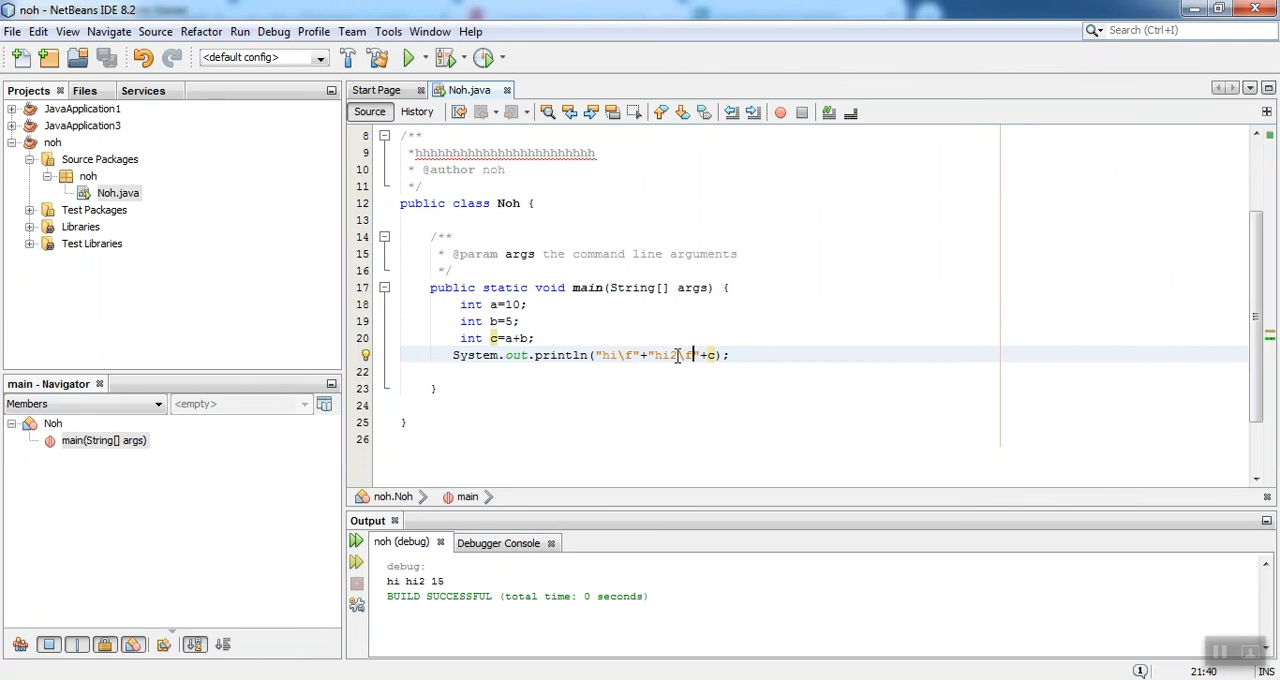 noh - NetBeans IDE 8.2
File Edit View Navigate Source Refactor Run Debug Profile Team Tools Window Help
Search (Ctrl+I)
<default config>
Projects Files Services
Start Page Noh.java
JavaApplication1
JavaApplication3
noh
Source Packages
noh
Noh.java
Test Packages
Libraries
Test Libraries
Source History
8 /**
9 *hhhhhhhhhhhhhhhhhhhhhhhh
10 * @author noh
11 */
12 public class Noh {
13
14 /**
15 * @param args the command line arguments
16 */
17 public static void main(String[] args) {
18 int a=10;
19 int b=5;
20 int c=a+b;
System.out.println("hi\f"+"hi2\f"+c);
22
23 }
24
25 }
26
main - Navigator
Members <empty>
Noh
main(String[] args)
noh.Noh main
Output
noh (debug) Debugger Console
debug:
hi hi2 15
BUILD SUCCESSFUL (total time: 0 seconds)
1 21:40 INS